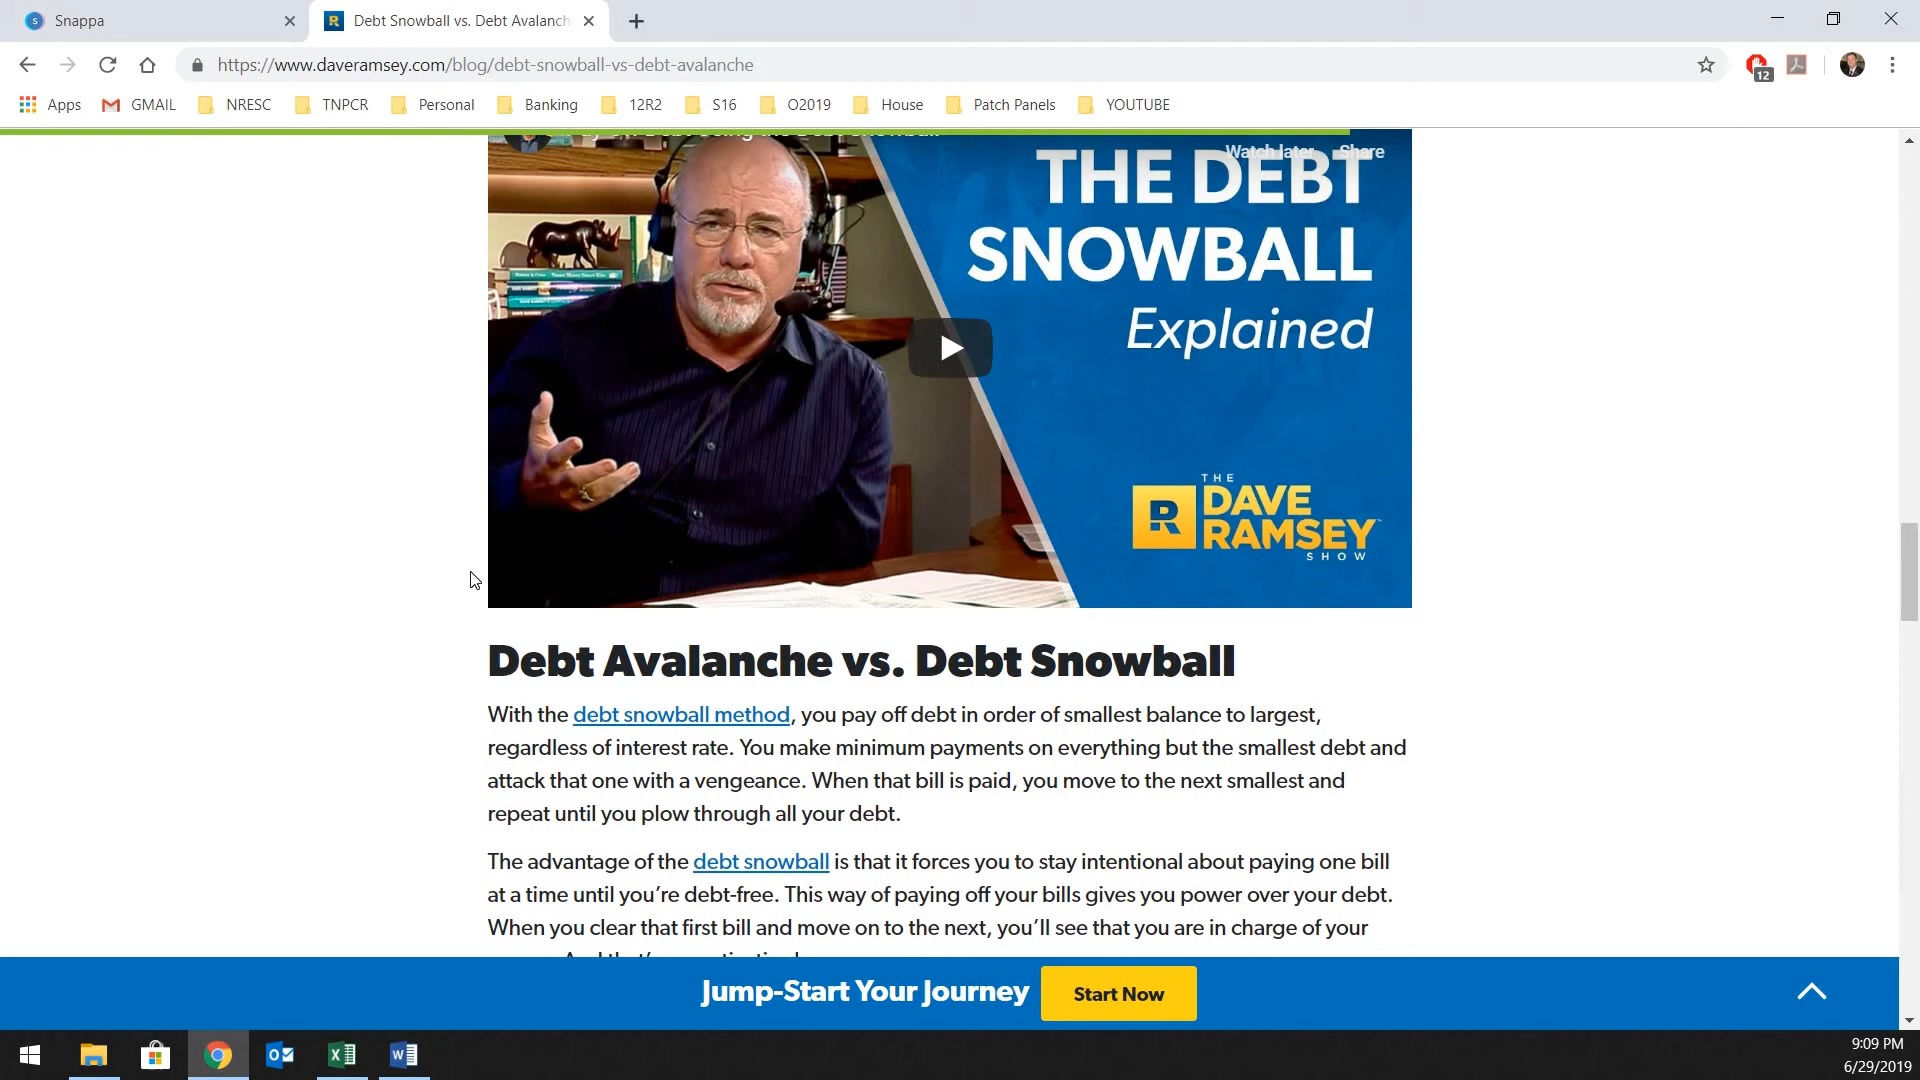 Snappa
Debt Snowball vs. Debt Avalanch
https://www.daveramsey.com/blog/debt-snowball-vs-debt-avalanche
12
Apps
GMAIL
NRESC
TNPCR
Personal
Banking
12R2
S16
O2019
House
Patch Panels
YOUTUBE
Watch later
Share
THE DEBT
SNOWBALL
Explained
THE
R DAVE
RAMSEY
SHOW
Debt Avalanche vs. Debt Snowball
With the debt snowball method, you pay off debt in order of smallest balance to largest,
regardless of interest rate. You make minimum payments on everything but the smallest debt and
attack that one with a vengeance. When that bill is paid, you move to the next smallest and
repeat until you plow through all your debt.
The advantage of the debt snowball is that it forces you to stay intentional about paying one bill
at a time until you’re debt-free. This way of paying off your bills gives you power over your debt.
When you clear that first bill and move on to the next, you’ll see that you are in charge of your
Jump-Start Your Journey
Start Now
9:09 PM
6/29/2019